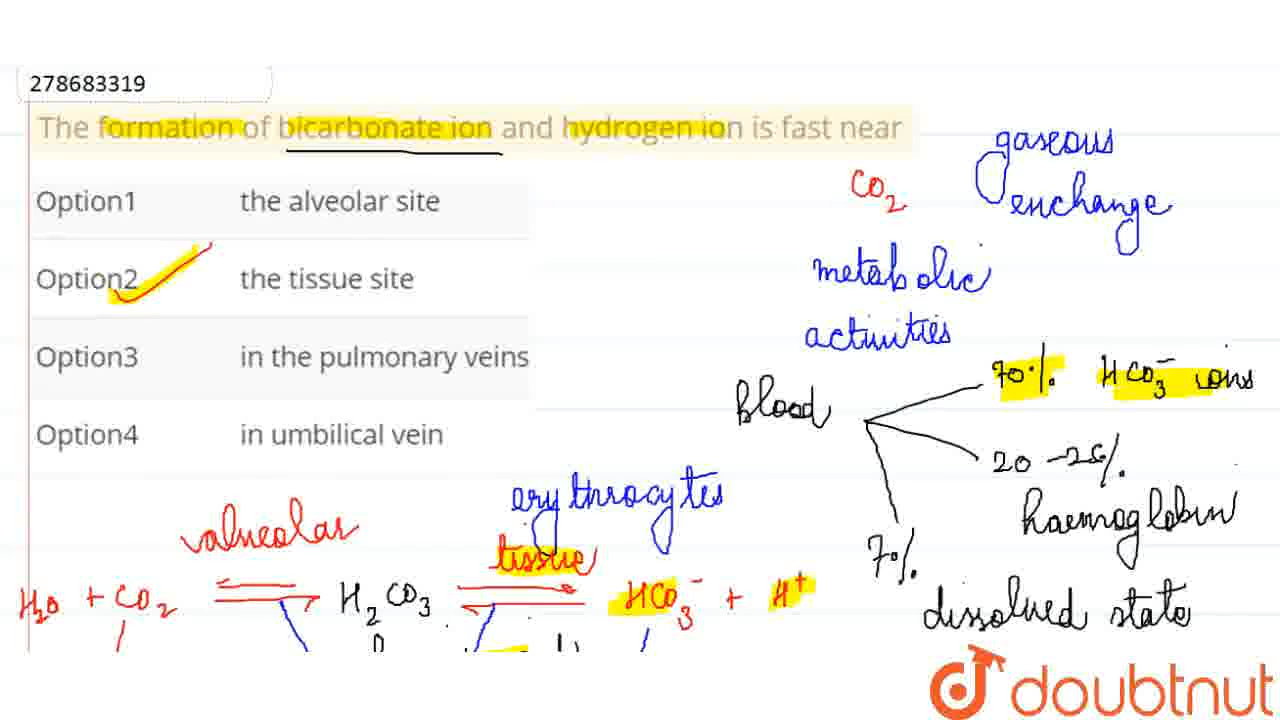 278683319
The formation of bicarbonate ion and hydrogen ion is fast near
Option1 the alveolar site
Option2 the tissue site
Option3 in the pulmonary veins
Option4 in umbilical vein
gaseous
exchange
CO2
metabolic
activities
Blood
70% HCO3- ions
20-25%
haemoglobin
7%
dissolved state
erythrocytes
valveolar
tissue
H2O + CO2 ⇌ H2CO3 ⇌ HCO3- + H+
doubtnut